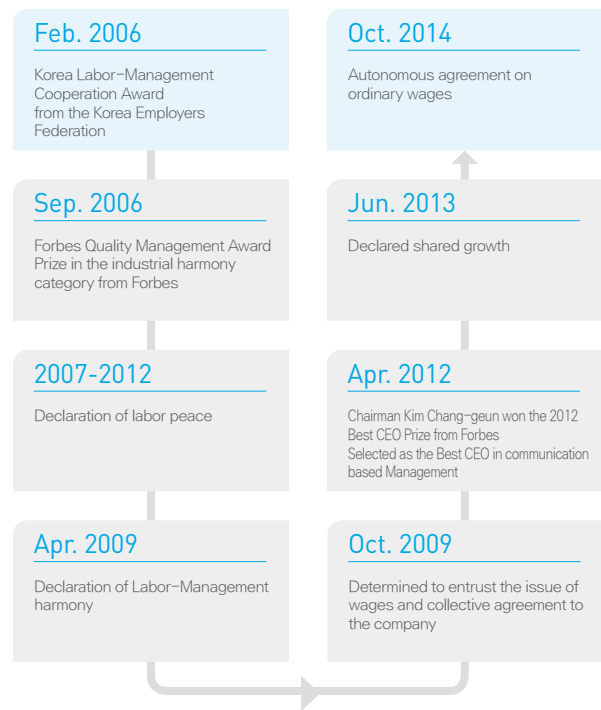 Feb. 2006
Korea Labor-Management
Cooperation Award
from the Korea Employers
Federation
Sep. 2006
Forbes Quality Management Award
Prize in the industrial harmony
category from Forbes
2007-2012
Declaration of labor peace
Apr. 2009
Declaration of Labor-Management
harmony
Oct. 2009
Determined to entrust the issue of
wages and collective agreement to
the company
Apr. 2012
Chairman Kim Chang-geun won the 2012
Best CEO Prize from Forbes
Selected as the Best CEO in communication
based Management
Jun. 2013
Declared shared growth
Oct. 2014
Autonomous agreement on
ordinary wages